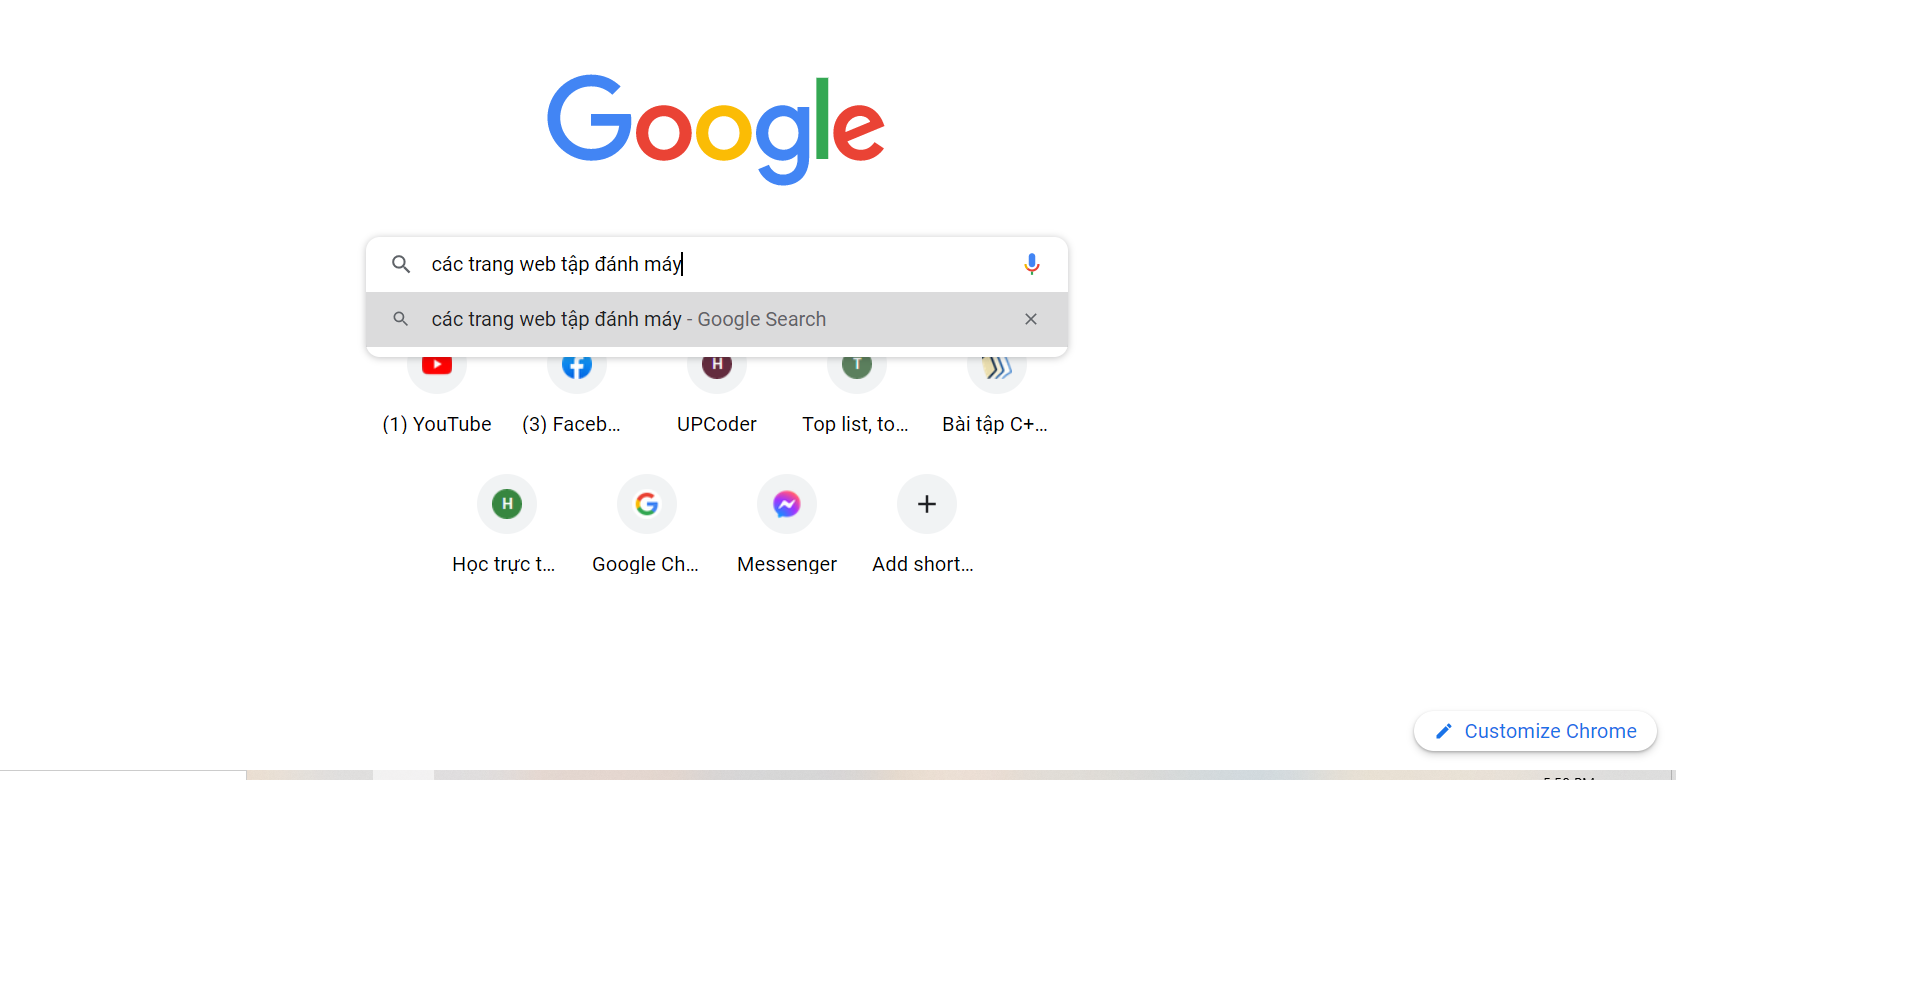 Google
các trang web tập đánh máy
các trang web tập đánh máy - Google Search
H
T
(1) YouTube
(3) Faceb...
UPCoder
Top list, to...
Bài tập C+...
H
Học trực t...
Google Ch...
Messenger
Add short...
Customize Chrome